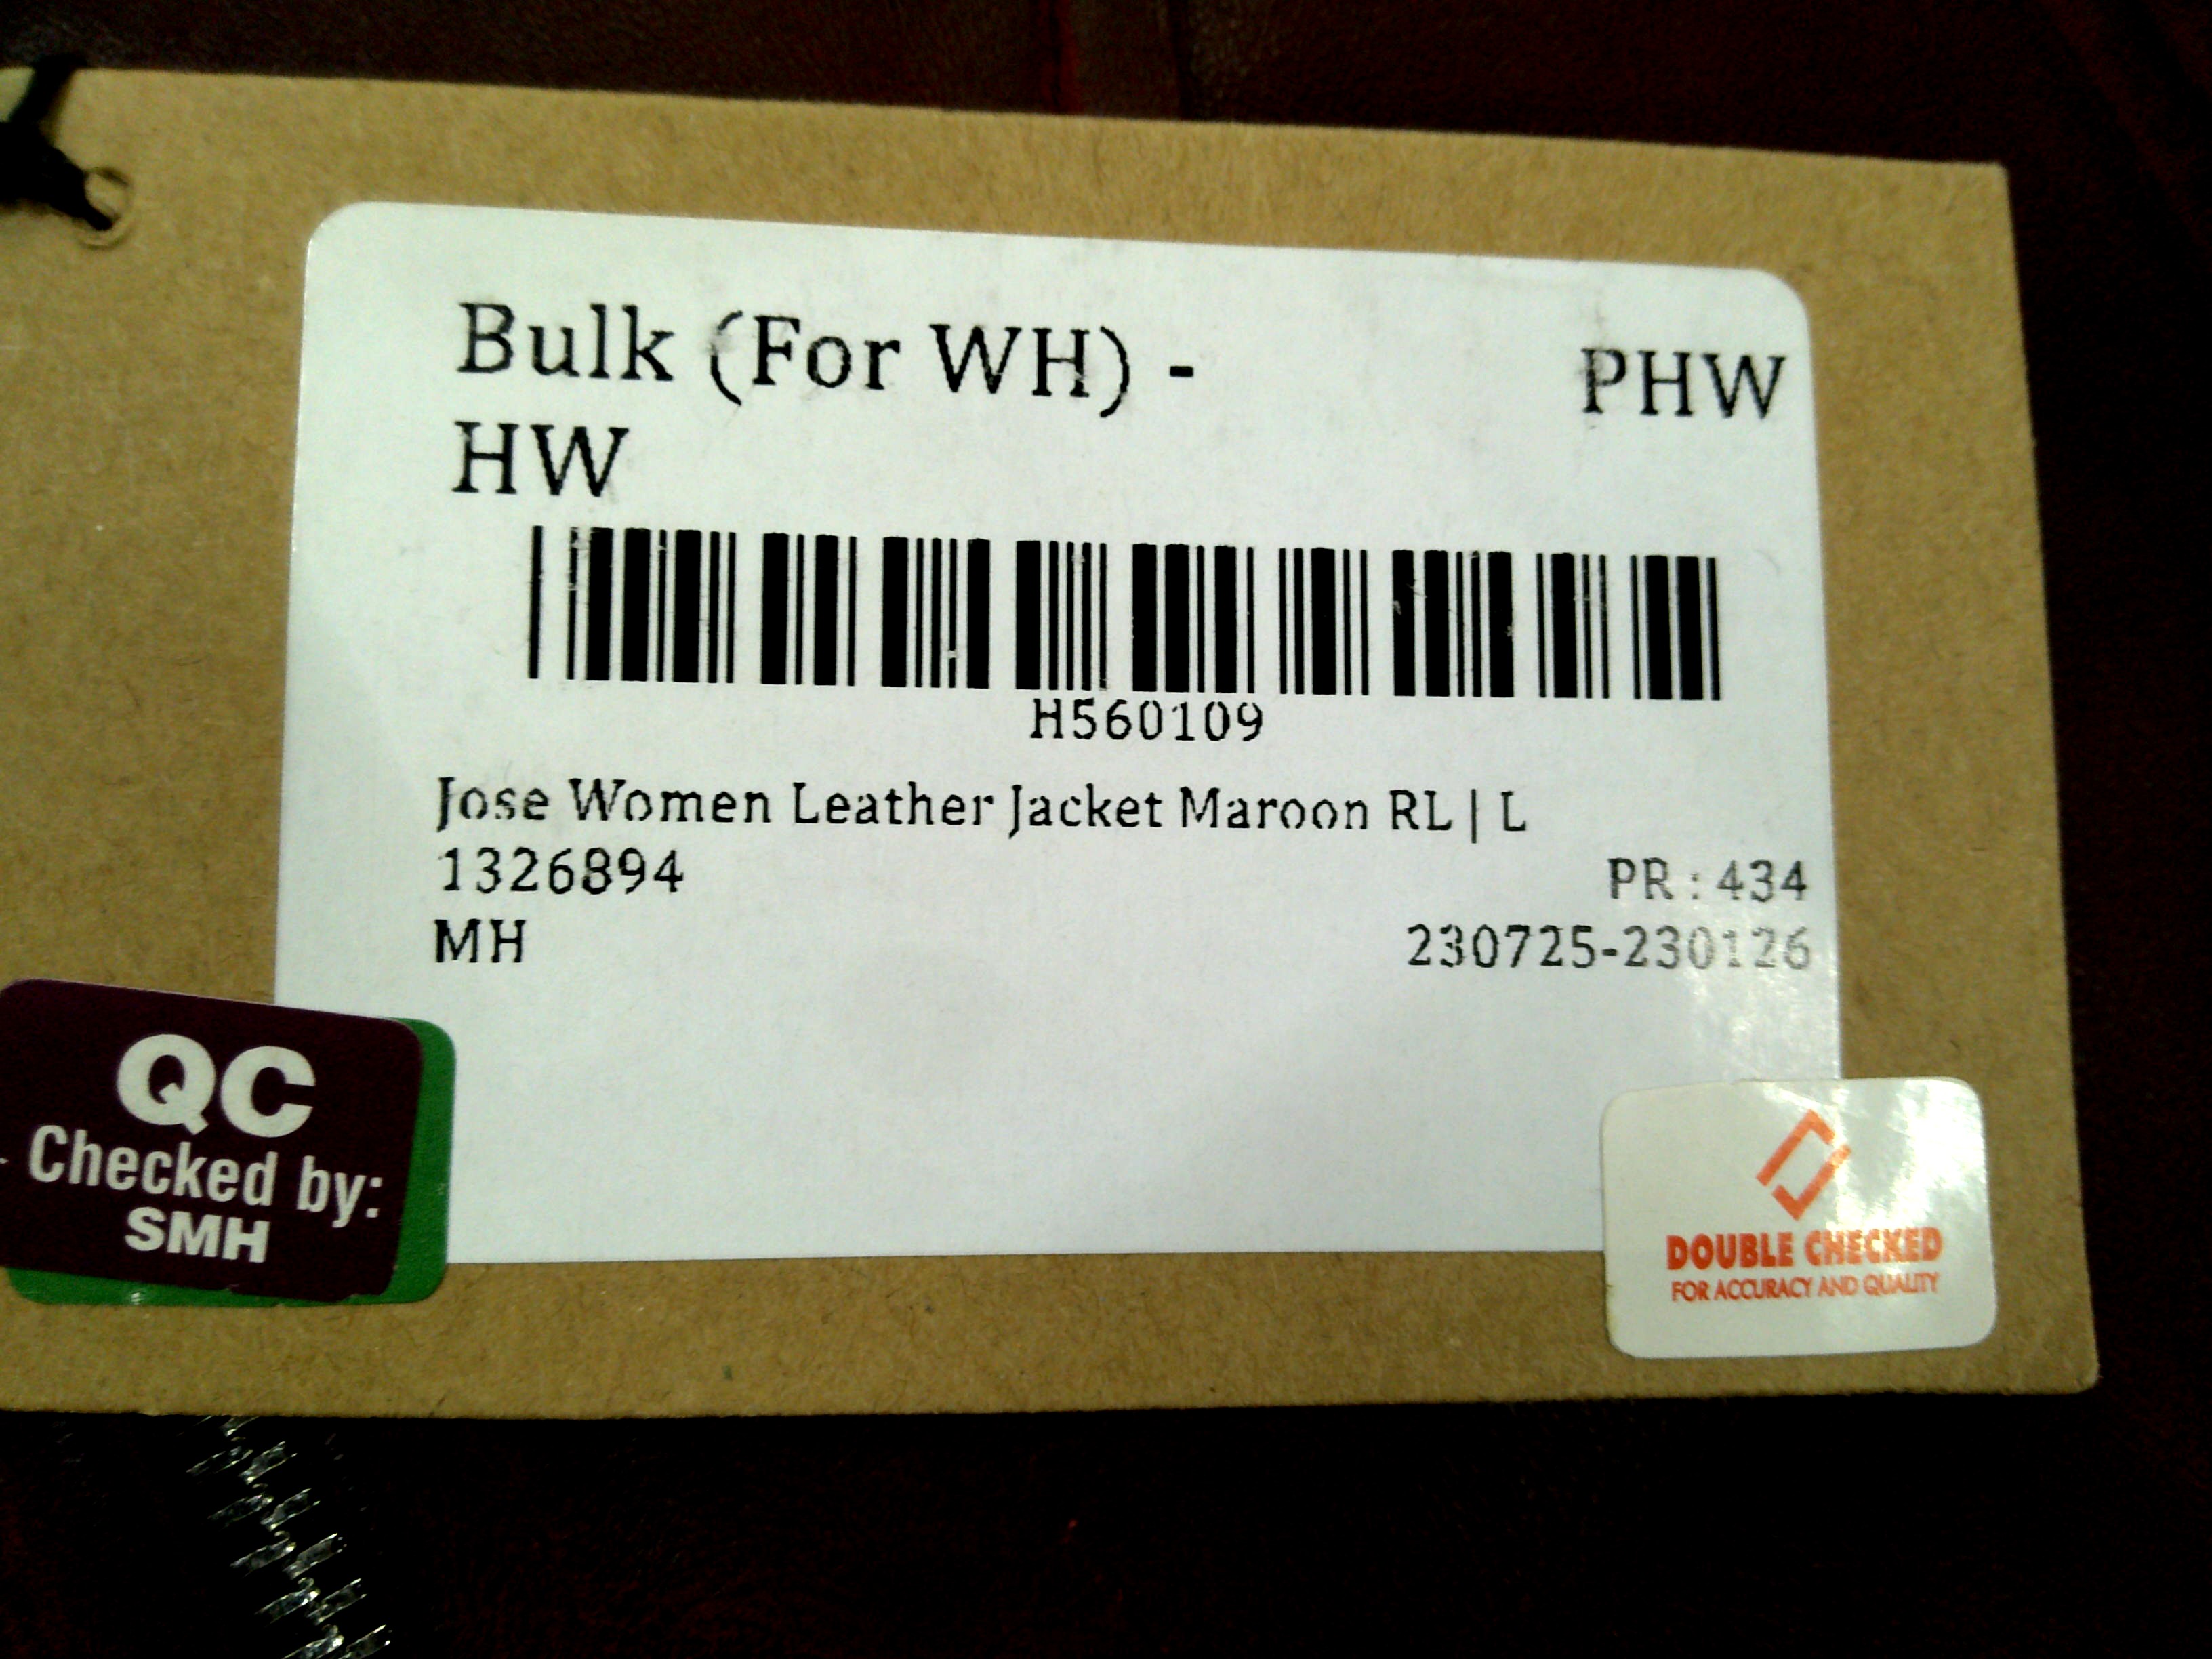 Bulk (For WH) - PHW
HW
H560109
Jose Women Leather Jacket Maroon RL | L
1326894 PR : 434
MH 230725-230126
QC
Checked by:
SMH
DOUBLE CHECKED
FOR ACCURACY AND QUALITY